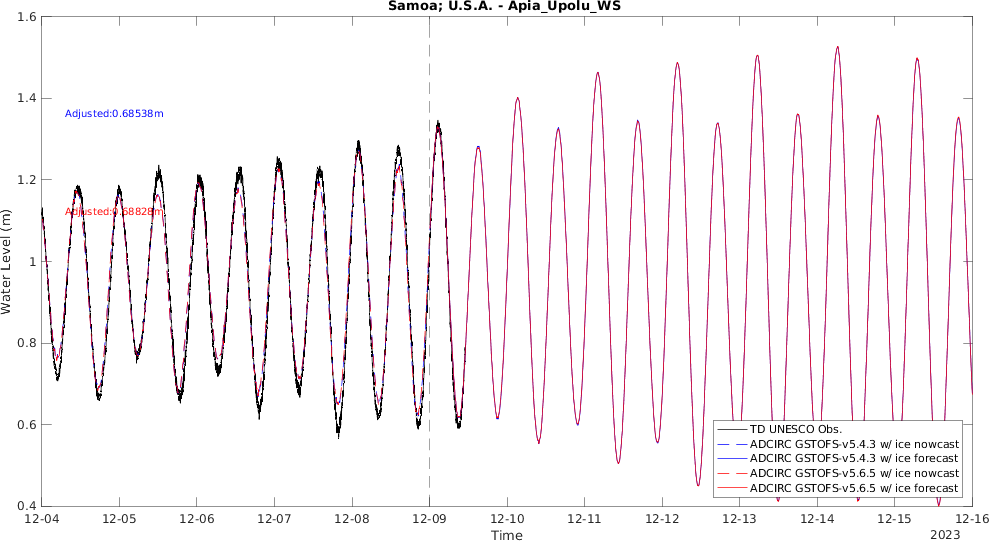 Samoa; U.S.A. - Apia_Upolu_WS
1.6
1.4
1.2
1
0.8
0.6
0.4
Water Level (m)
Adjusted:0.68538m
Adjusted:0.68828m
TD UNESCO Obs.
ADCIRC GSTOFS-v5.4.3 w/ ice nowcast
ADCIRC GSTOFS-v5.4.3 w/ ice forecast
ADCIRC GSTOFS-v5.6.5 w/ ice nowcast
ADCIRC GSTOFS-v5.6.5 w/ ice forecast
12-04 12-05 12-06 12-07 12-08 12-09 12-10 12-11 12-12 12-13 12-14 12-15 12-16
Time
2023